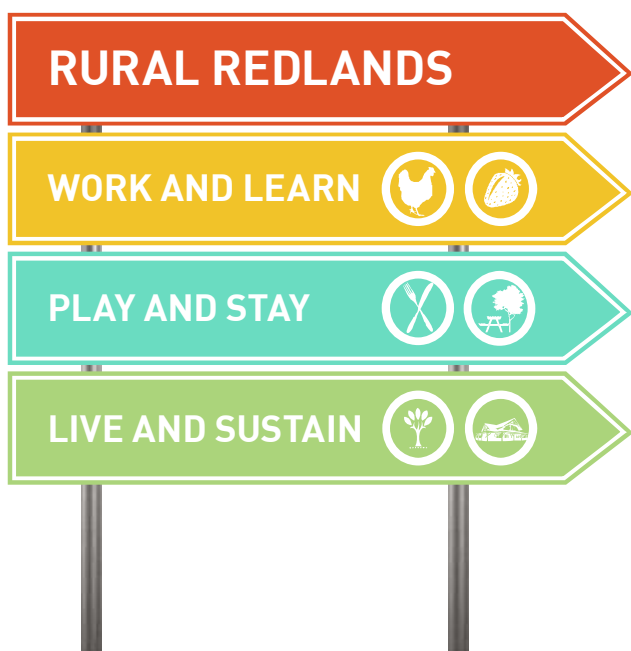 RURAL REDLANDS
WORK AND LEARN
PLAY AND STAY
LIVE AND SUSTAIN